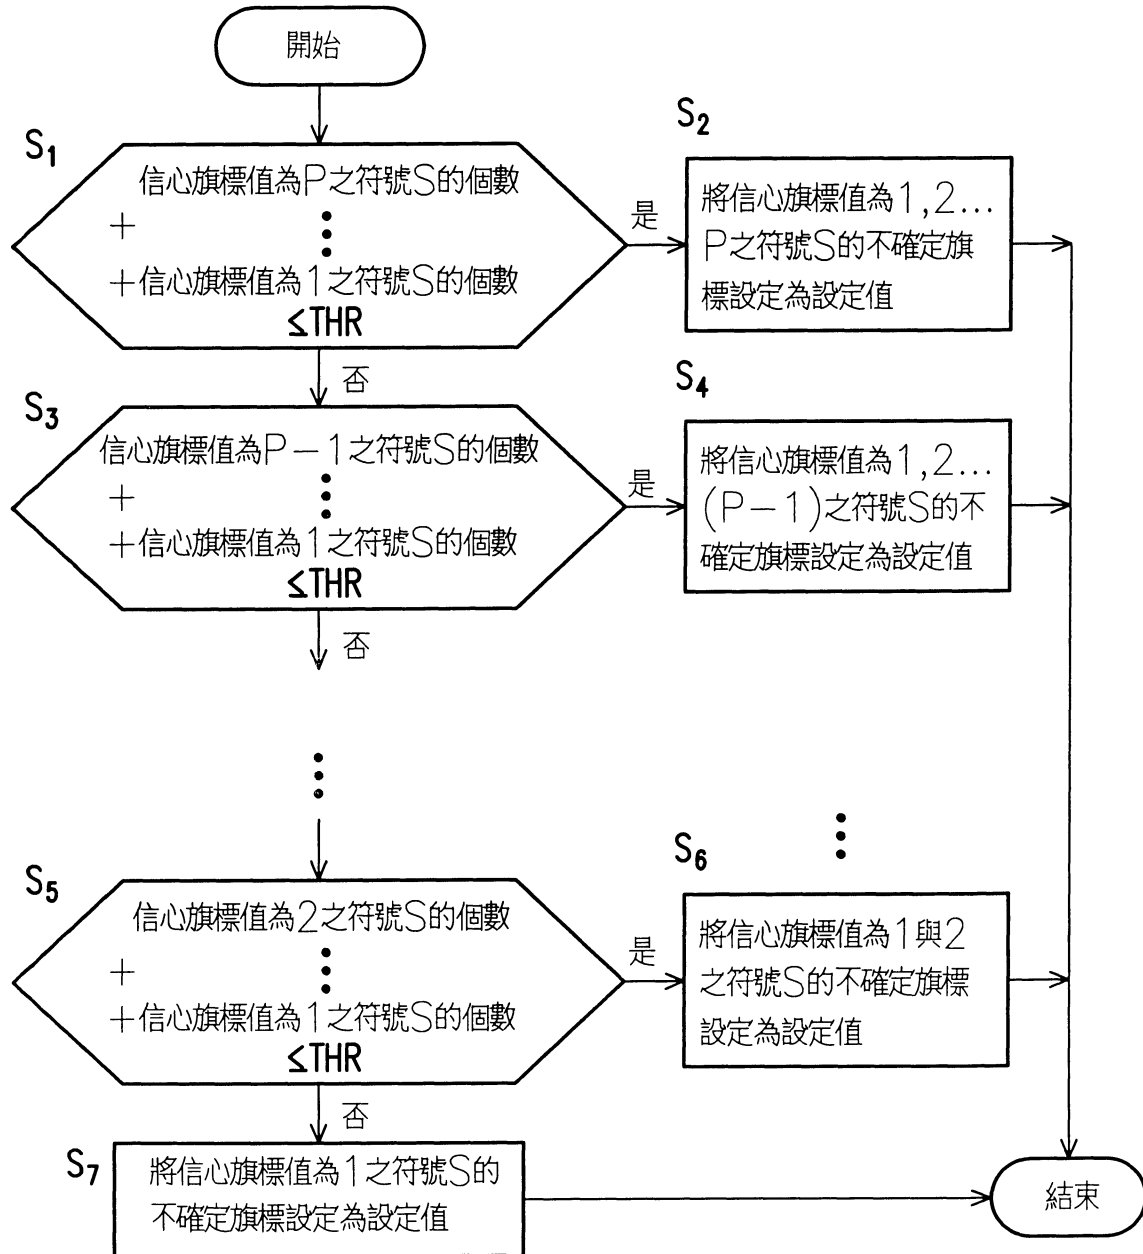 開始
S1
信心旗標值為P之符號S的個數
+
+信心旗標值為1之符號S的個數
≤THR
是
S2
將信心旗標值為1,2...
P之符號S的不確定旗
標設定為設定值
否
S3
信心旗標值為P-1之符號S的個數
+
+信心旗標值為1之符號S的個數
≤THR
是
S4
將信心旗標值為1,2...
(P-1)之符號S的不
確定旗標設定為設定值
否
S5
信心旗標值為2之符號S的個數
+
+信心旗標值為1之符號S的個數
≤THR
是
S6
將信心旗標值為1與2
之符號S的不確定旗標
設定為設定值
否
S7
將信心旗標值為1之符號S的
不確定旗標設定為設定值
結束